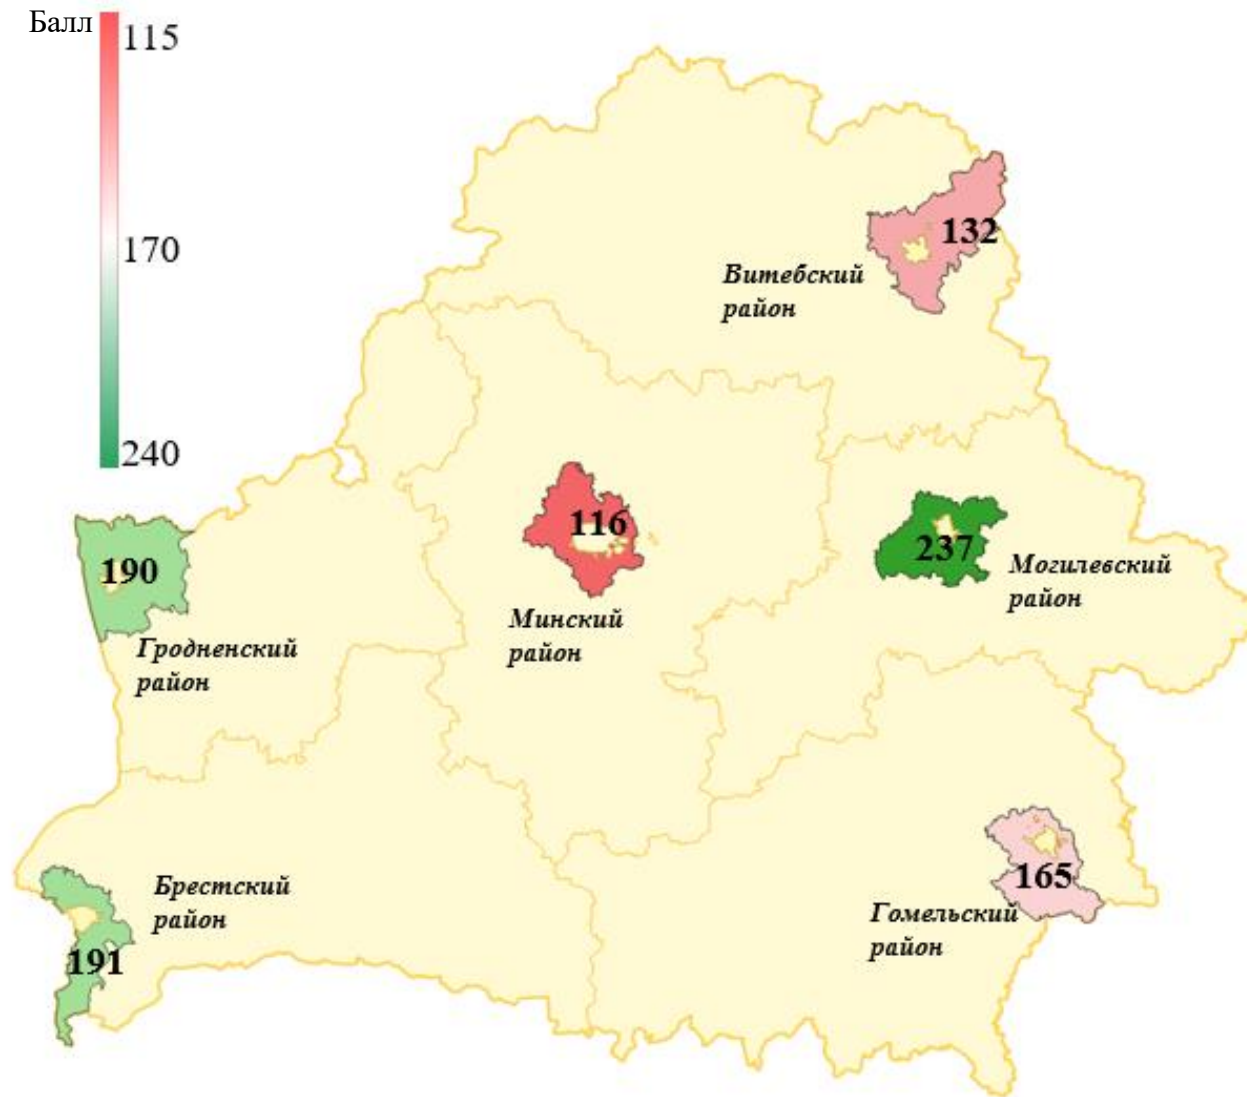 Балл
115
170
240
132
Витебский
район
116
Минский
район
237
Могилевский
район
190
Гродненский
район
165
Гомельский
район
Брестский
район
191